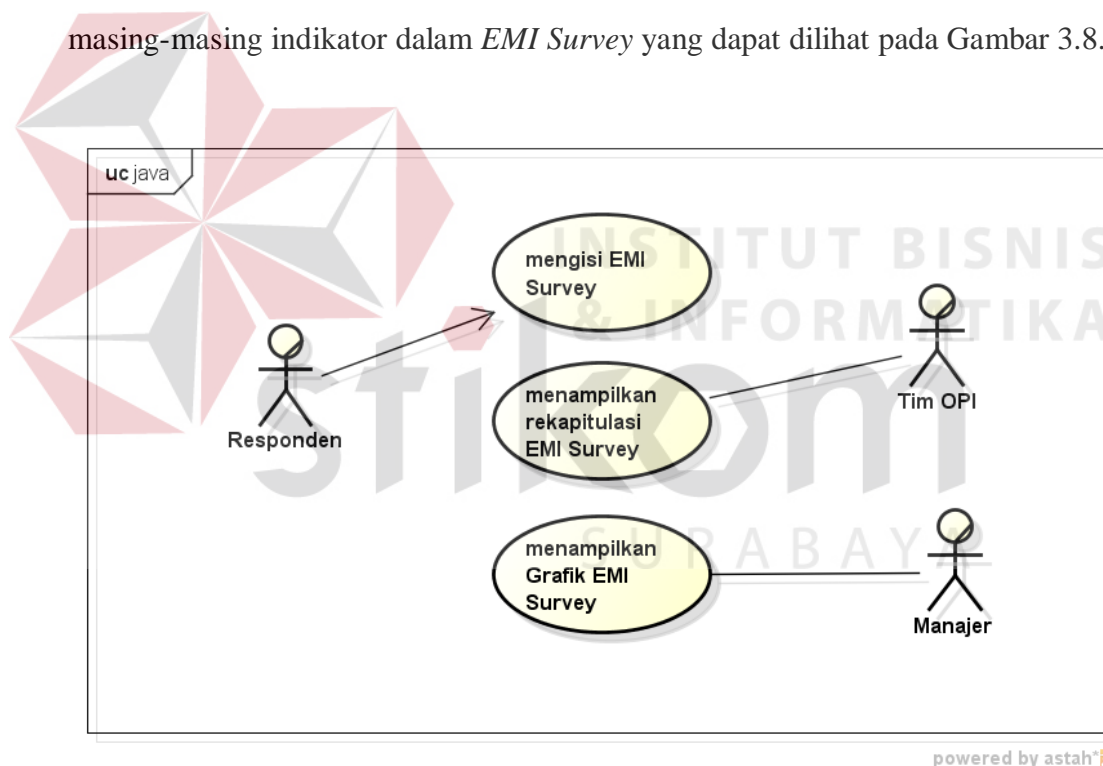 masing-masing indikator dalam EMI Survey yang dapat dilihat pada Gambar 3.8.
uc java
mengisi EMI
Survey
INSTITUT BISNIS
& INFORMATIKA
stikom
SURABAYA
Responden
menampilkan
rekapitulasi
EMI Survey
Tim OPI
menampilkan
Grafik EMI
Survey
Manajer
powered by astah*